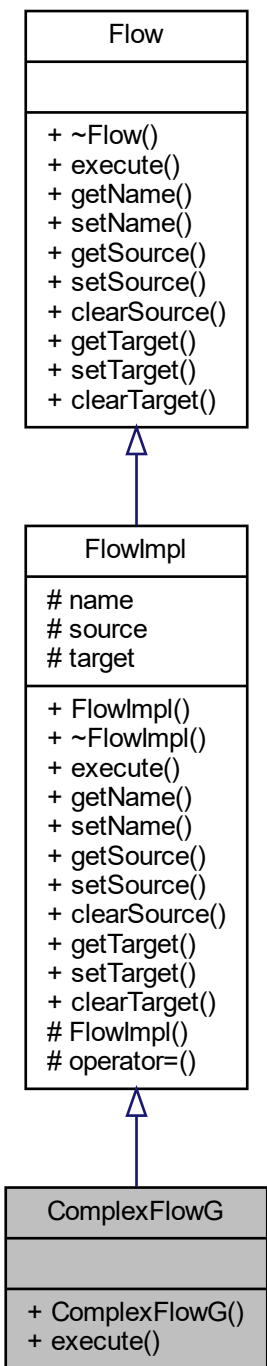 Flow
+ ~Flow()
+ execute()
+ getName()
+ setName()
+ getSource()
+ setSource()
+ clearSource()
+ getTarget()
+ setTarget()
+ clearTarget()
FlowImpl
# name
# source
# target
+ FlowImpl()
+ ~FlowImpl()
+ execute()
+ getName()
+ setName()
+ getSource()
+ setSource()
+ clearSource()
+ getTarget()
+ setTarget()
+ clearTarget()
# FlowImpl()
# operator=()
ComplexFlowG
+ ComplexFlowG()
+ execute()